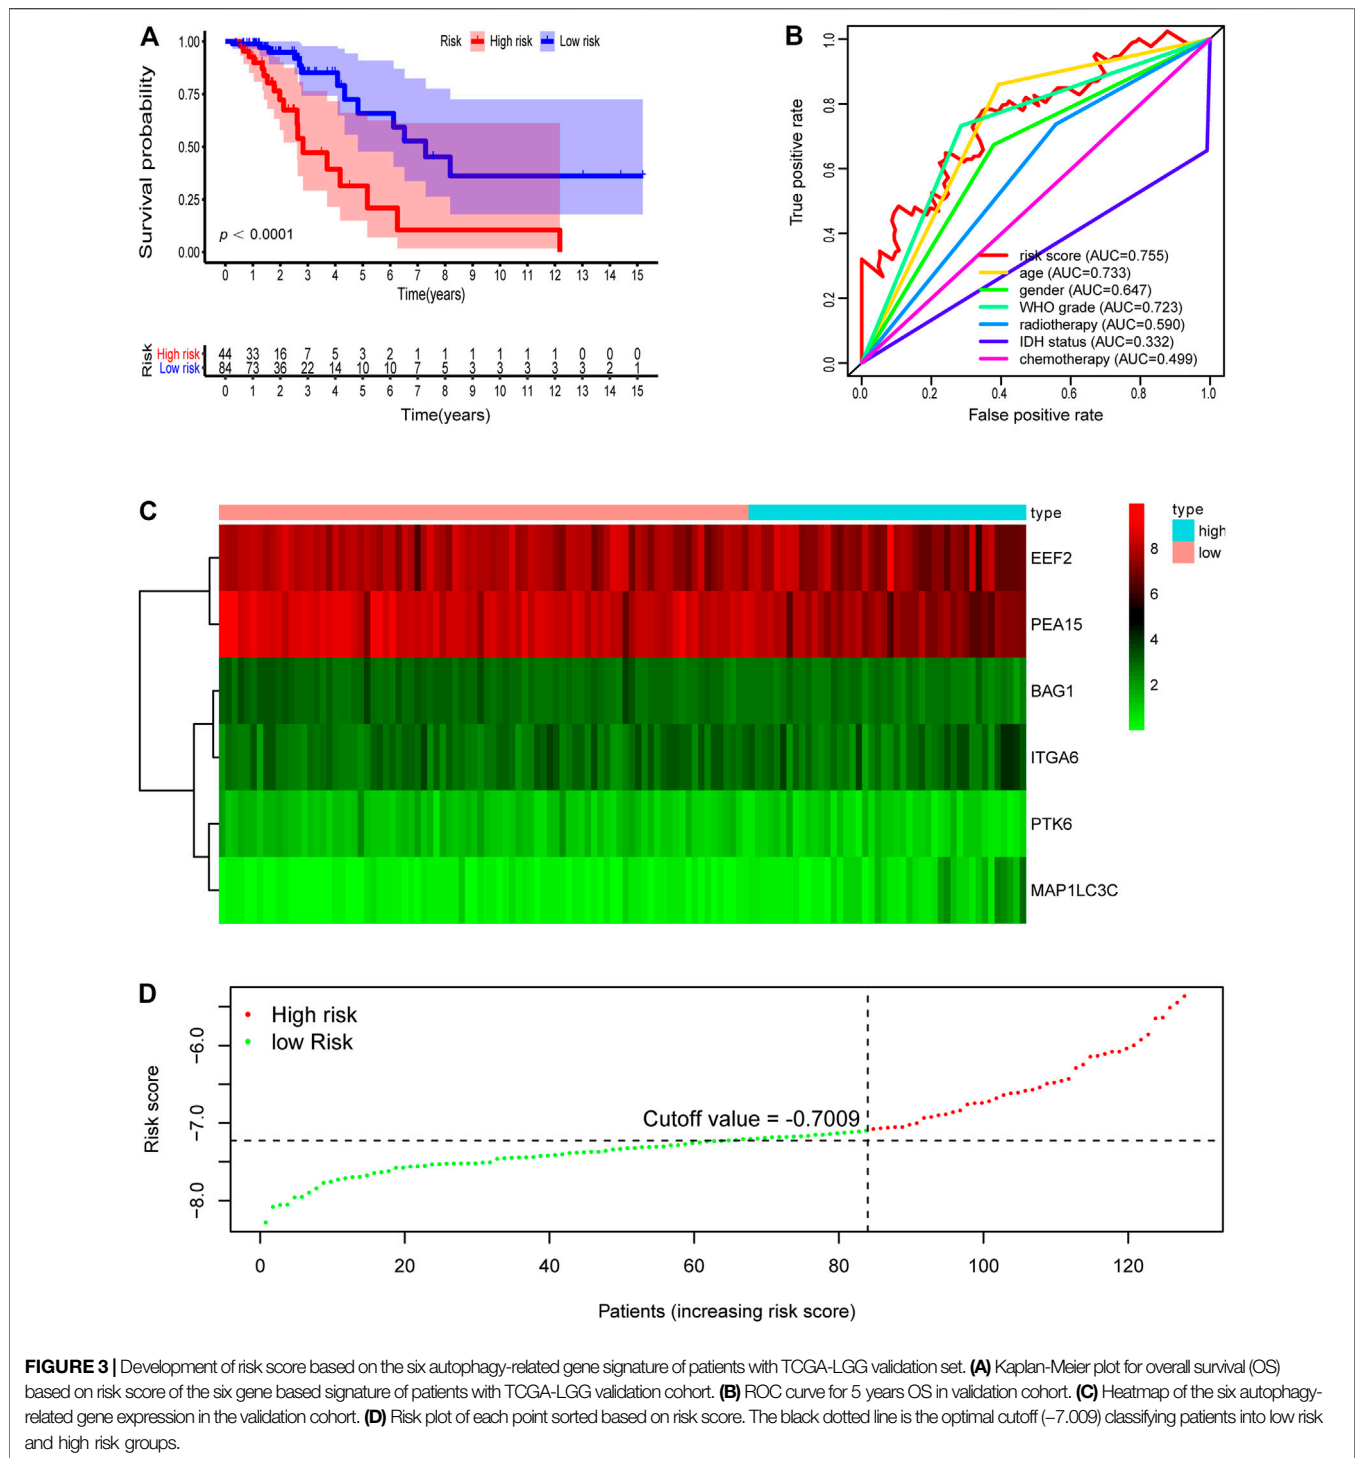 A
Risk High risk Low risk
Survival probability
1.00
0.75
0.50
0.25
0.00
p < 0.0001
0 1 2 3 4 5 6 7 8 9 10 11 12 13 14 15
Time(years)
Risk
High risk 44 33 16 7 5 3 2 1 1 1 1 1 1 0 0 0
Low risk 84 73 36 22 14 10 10 7 5 3 3 3 3 3 2 1
0 1 2 3 4 5 6 7 8 9 10 11 12 13 14 15
Time(years)
B
True positive rate
1.0
0.8
0.6
0.4
0.2
0.0
risk score (AUC=0.755)
age (AUC=0.733)
gender (AUC=0.647)
WHO grade (AUC=0.723)
radiotherapy (AUC=0.590)
IDH status (AUC=0.332)
chemotherapy (AUC=0.499)
0.0 0.2 0.4 0.6 0.8 1.0
False positive rate
C
type
EEF2
PEA15
BAG1
ITGA6
PTK6
MAP1LC3C
8
6
4
2
type
high
low
D
High risk
low Risk
Risk score
-6.0
-7.0
-8.0
Cutoff value = -0.7009
0 20 40 60 80 100 120
Patients (increasing risk score)
FIGURE 3 | Development of risk score based on the six autophagy-related gene signature of patients with TCGA-LGG validation set. (A) Kaplan-Meier plot for overall survival (OS)
based on risk score of the six gene based signature of patients with TCGA-LGG validation cohort. (B) ROC curve for 5 years OS in validation cohort. (C) Heatmap of the six autophagy-
related gene expression in the validation cohort. (D) Risk plot of each point sorted based on risk score. The black dotted line is the optimal cutoff (−7.009) classifying patients into low risk
and high risk groups.